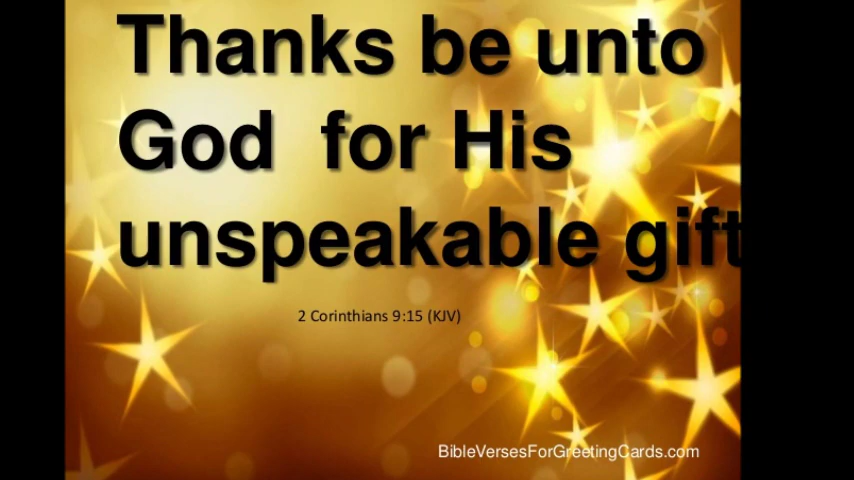 Thanks be unto
God for His
unspeakable gift
2 Corinthians 9:15 (KJV)
BibleVersesForGreetingCards.com